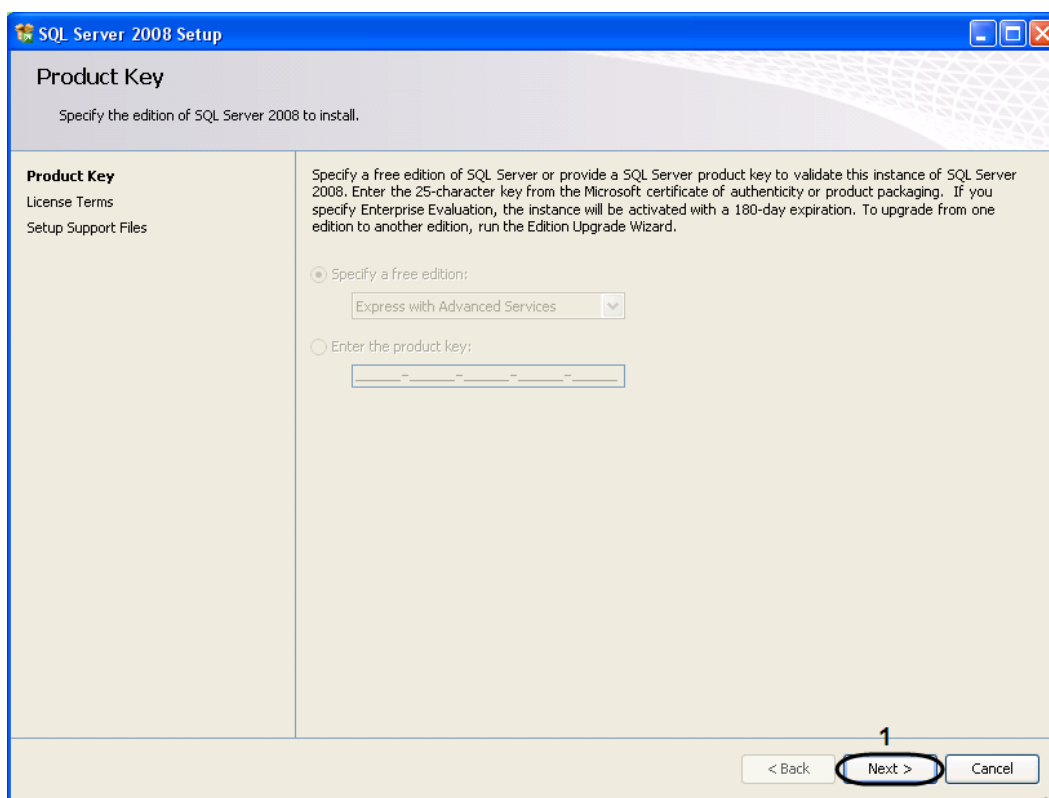 SQL Server 2008 Setup
Product Key
Specify the edition of SQL Server 2008 to install.
Product Key
License Terms
Setup Support Files
Specify a free edition of SQL Server or provide a SQL Server product key to validate this instance of SQL Server
2008. Enter the 25-character key from the Microsoft certificate of authenticity or product packaging. If you
specify Enterprise Evaluation, the instance will be activated with a 180-day expiration. To upgrade from one
edition to another edition, run the Edition Upgrade Wizard.
Specify a free edition:
Express with Advanced Services
Enter the product key:
_____-_____-_____-_____-_____
1
< Back
Next >
Cancel